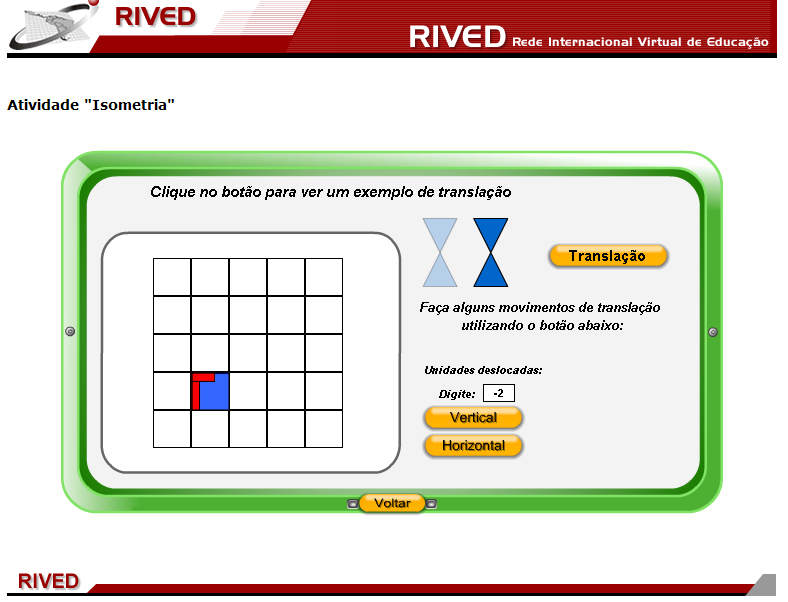 RIVED
RIVED Rede Internacional Virtual de Educação
Atividade "Isometria"
Clique no botão para ver um exemplo de translação
Translação
Faça alguns movimentos de translação
utilizando o botão abaixo:
Unidades deslocadas:
Digite: -2
Vertical
Horizontal
Voltar
RIVED